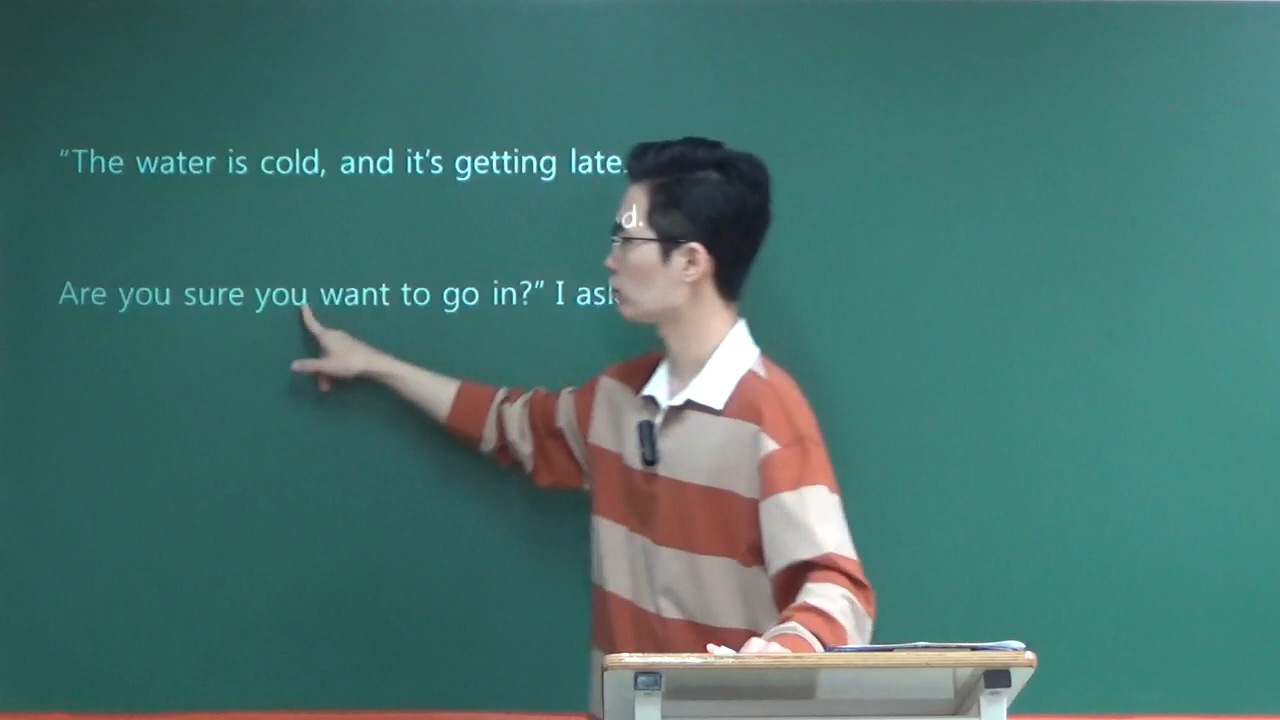 “The water is cold, and it’s getting late.
Are you sure you want to go in?” I